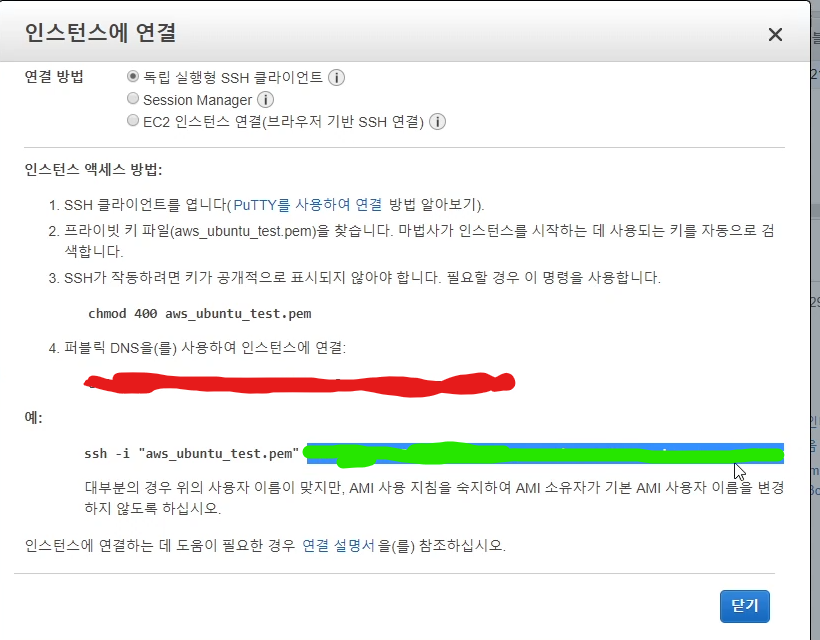 인스턴스에 연결
연결 방법
독립 실행형 SSH 클라이언트
Session Manager
EC2 인스턴스 연결(브라우저 기반 SSH 연결)
인스턴스 액세스 방법:
1. SSH 클라이언트를 엽니다(PuTTY를 사용하여 연결 방법 알아보기).
2. 프라이빗 키 파일(aws_ubuntu_test.pem)을 찾습니다. 마법사가 인스턴스를 시작하는 데 사용되는 키를 자동으로 검
색합니다.
3. SSH가 작동하려면 키가 공개적으로 표시되지 않아야 합니다. 필요할 경우 이 명령을 사용합니다.
chmod 400 aws_ubuntu_test.pem
4. 퍼블릭 DNS을(를) 사용하여 인스턴스에 연결:
예:
ssh -i "aws_ubuntu_test.pem"
대부분의 경우 위의 사용자 이름이 맞지만, AMI 사용 지침을 숙지하여 AMI 소유자가 기본 AMI 사용자 이름을 변경
하지 않도록 하십시오.
인스턴스에 연결하는 데 도움이 필요한 경우 연결 설명서을(를) 참조하십시오.
닫기